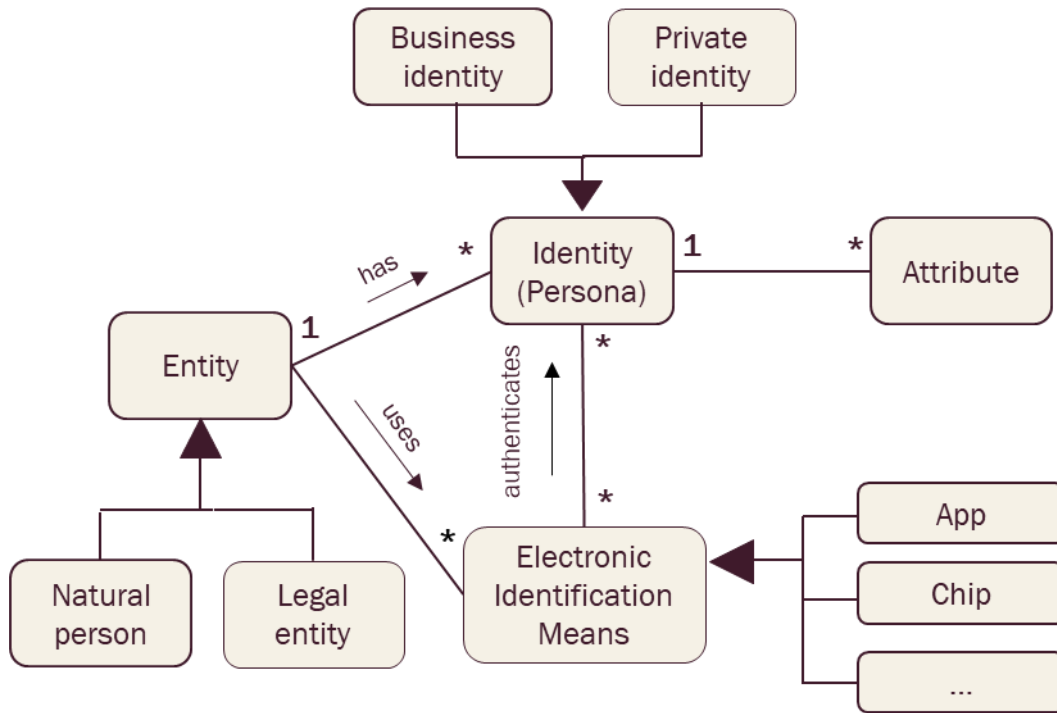 Business
identity
Private
identity
has
*
Identity
(Persona)
1
*
Attribute
1
Entity
uses
authenticates
*
*
*
Electronic
Identification
Means
App
Chip
...
Natural
person
Legal
entity